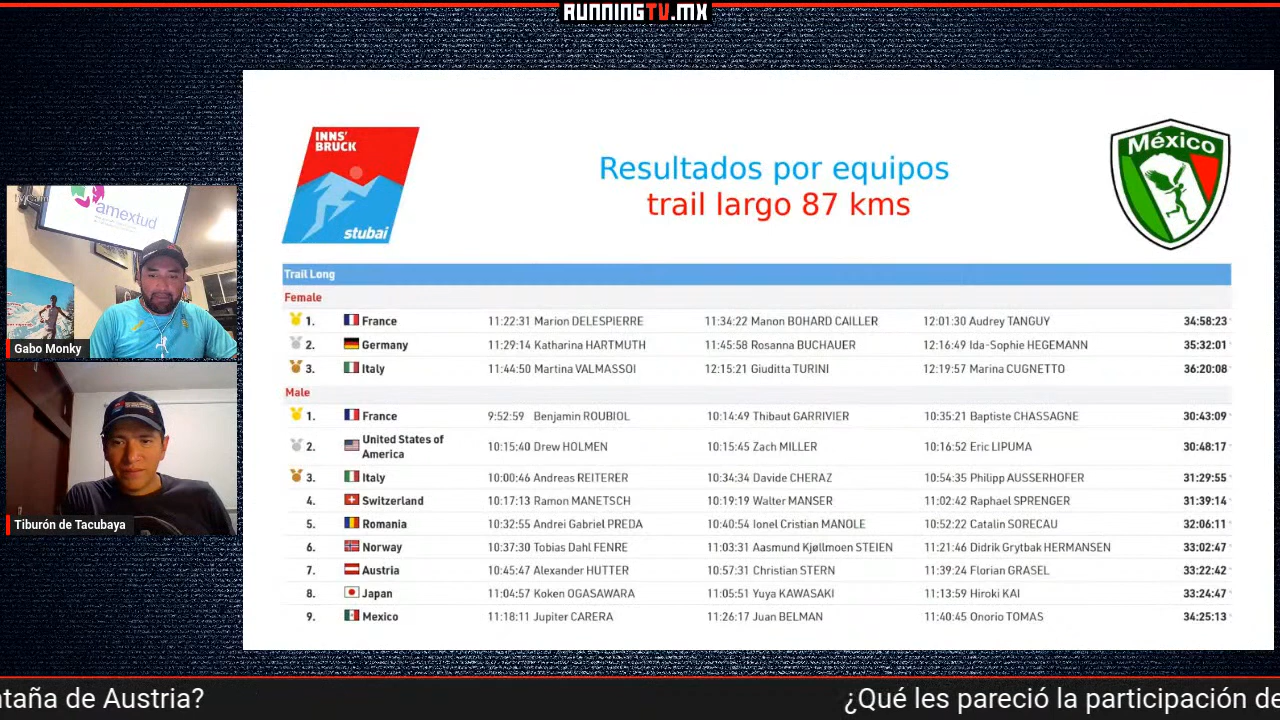 RUNNINGTV.MX
INNS'
BRUCK
stubai
Resultados por equipos
trail largo 87 kms
México
amextud
Gabo Monky
Tiburón de Tacubaya
Trail Long
Female
1. France 11:22:31 Marion DELESPIERRE 11:34:22 Manon BOHARD CAILLER 12:01:30 Audrey TANGUY 34:58:23
2. Germany 11:29:14 Katharina HARTMUTH 11:45:58 Rosanna BUCHAUER 12:16:49 Ida-Sophie HEGEMANN 35:32:01
3. Italy 11:44:50 Martina VALMASSOI 12:15:21 Giuditta TURINI 12:19:57 Marina CUGNETTO 36:20:08
Male
1. France 9:52:59 Benjamin ROUBIOL 10:14:49 Thibaut GARRIVIER 10:35:21 Baptiste CHASSAGNE 30:43:09
2. United States of America 10:15:40 Drew HOLMEN 10:15:45 Zach MILLER 10:16:52 Eric LIPUMA 30:48:17
3. Italy 10:00:46 Andreas REITERER 10:34:34 Davide CHERAZ 10:54:35 Philipp AUSSERHOFER 31:29:55
4. Switzerland 10:17:13 Ramon MANETSCH 10:19:19 Walter MANSER 11:02:42 Raphael SPRENGER 31:39:14
5. Romania 10:32:55 Andrei Gabriel PREDA 10:40:54 Ionel Cristian MANOLE 10:52:22 Catalin SORECAU 32:06:11
6. Norway 10:37:30 Tobias Dahl FENRE 11:03:31 Aasmund Kjøllmoen STEIEN 11:21:46 Didrik Grytbak HERMANSEN 33:02:47
7. Austria 10:45:47 Alexander HUTTER 10:57:31 Christian STERN 11:39:24 Florian GRASEL 33:22:42
8. Japan 11:04:57 Koken OGASAWARA 11:05:51 Yuya KAWASAKI 11:13:59 Hiroki KAI 33:24:47
9. Mexico 11:18:11 Jupiter CARERA 11:26:17 Juan BELMAN 11:40:45 Onorio TOMAS 34:25:13
ntaña de Austria? ¿Qué les pareció la participación de